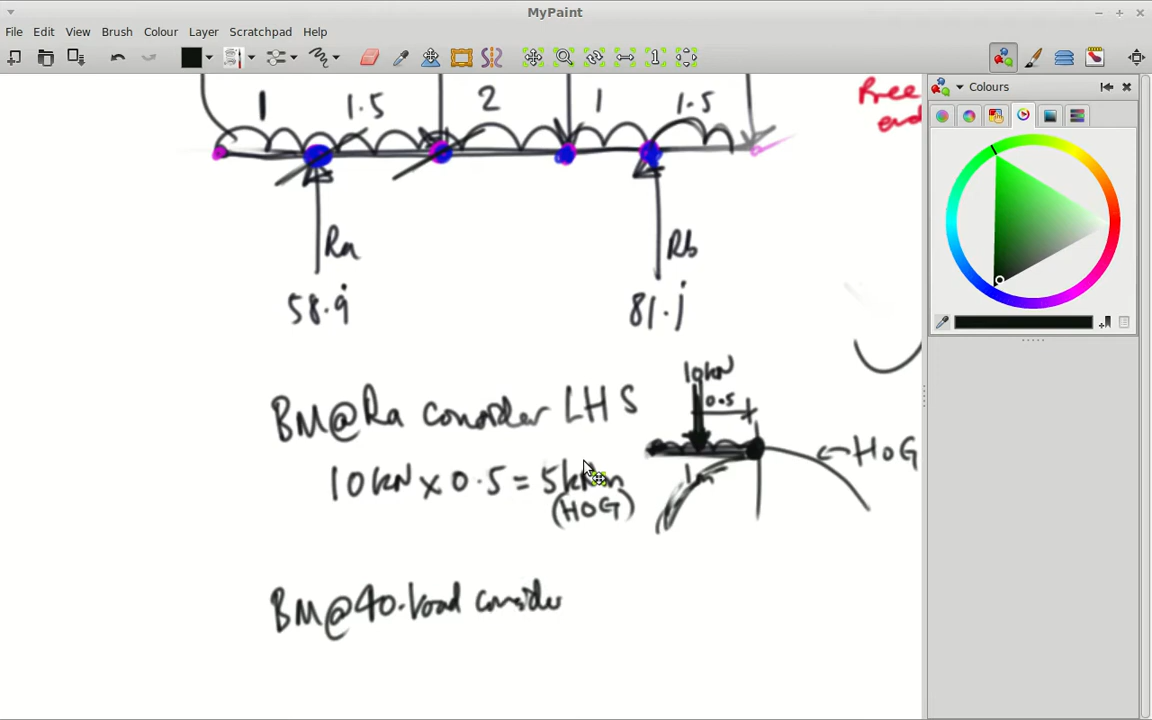 MyPaint
File Edit View Brush Colour Layer Scratchpad Help
Colours
1 1.5 2 1 1.5
Free
end
Ra
Rb
58.9
81.1
10kN
0.5
BM@Ra consider LHS
←HOG
1m
10kN x 0.5 = 5kNm
(HOG)
BM@40.load consider